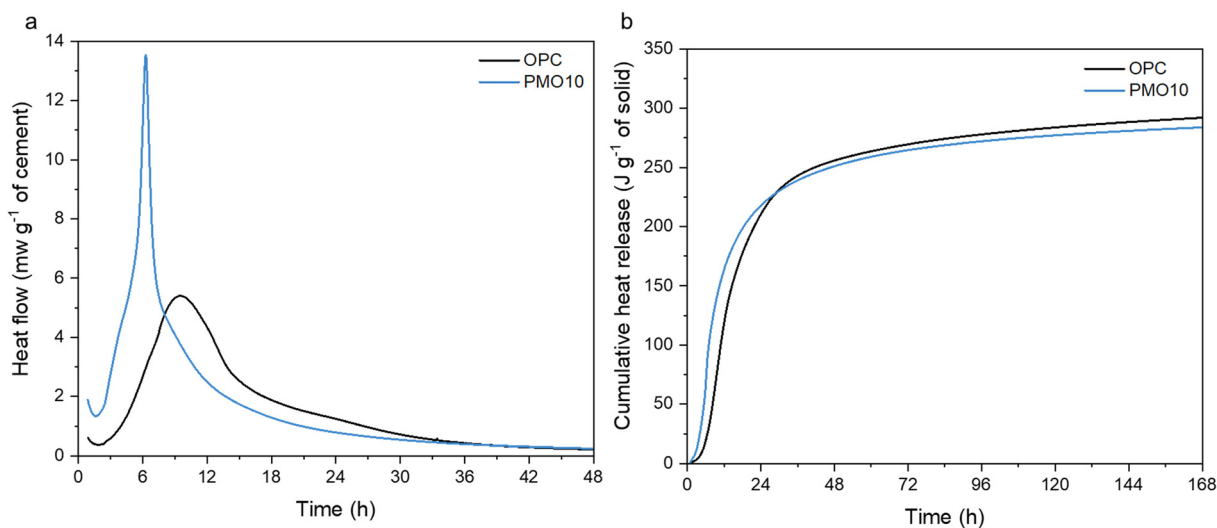 a
Heat flow (mw g⁻¹ of cement)
14
12
10
8
6
4
2
0
OPC
PMO10
0 6 12 18 24 30 36 42 48
Time (h)
b
Cumulative heat release (J g⁻¹ of solid)
350
300
250
200
150
100
50
0
OPC
PMO10
0 24 48 72 96 120 144 168
Time (h)